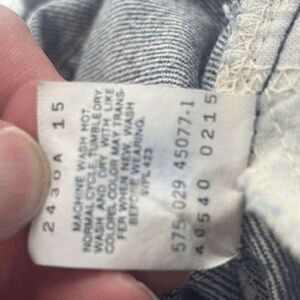 2430A 15
MACHINE WASH HOT
NORMAL CYCLE. TUMBLE DRY.
WASH AND DRY WITH LIKE
COLORS. COLOR MAY TRANS-
FER WHEN NEW. WASH
BEFORE WEARING.
WPL 423
575 029 45077-1
40540 0215